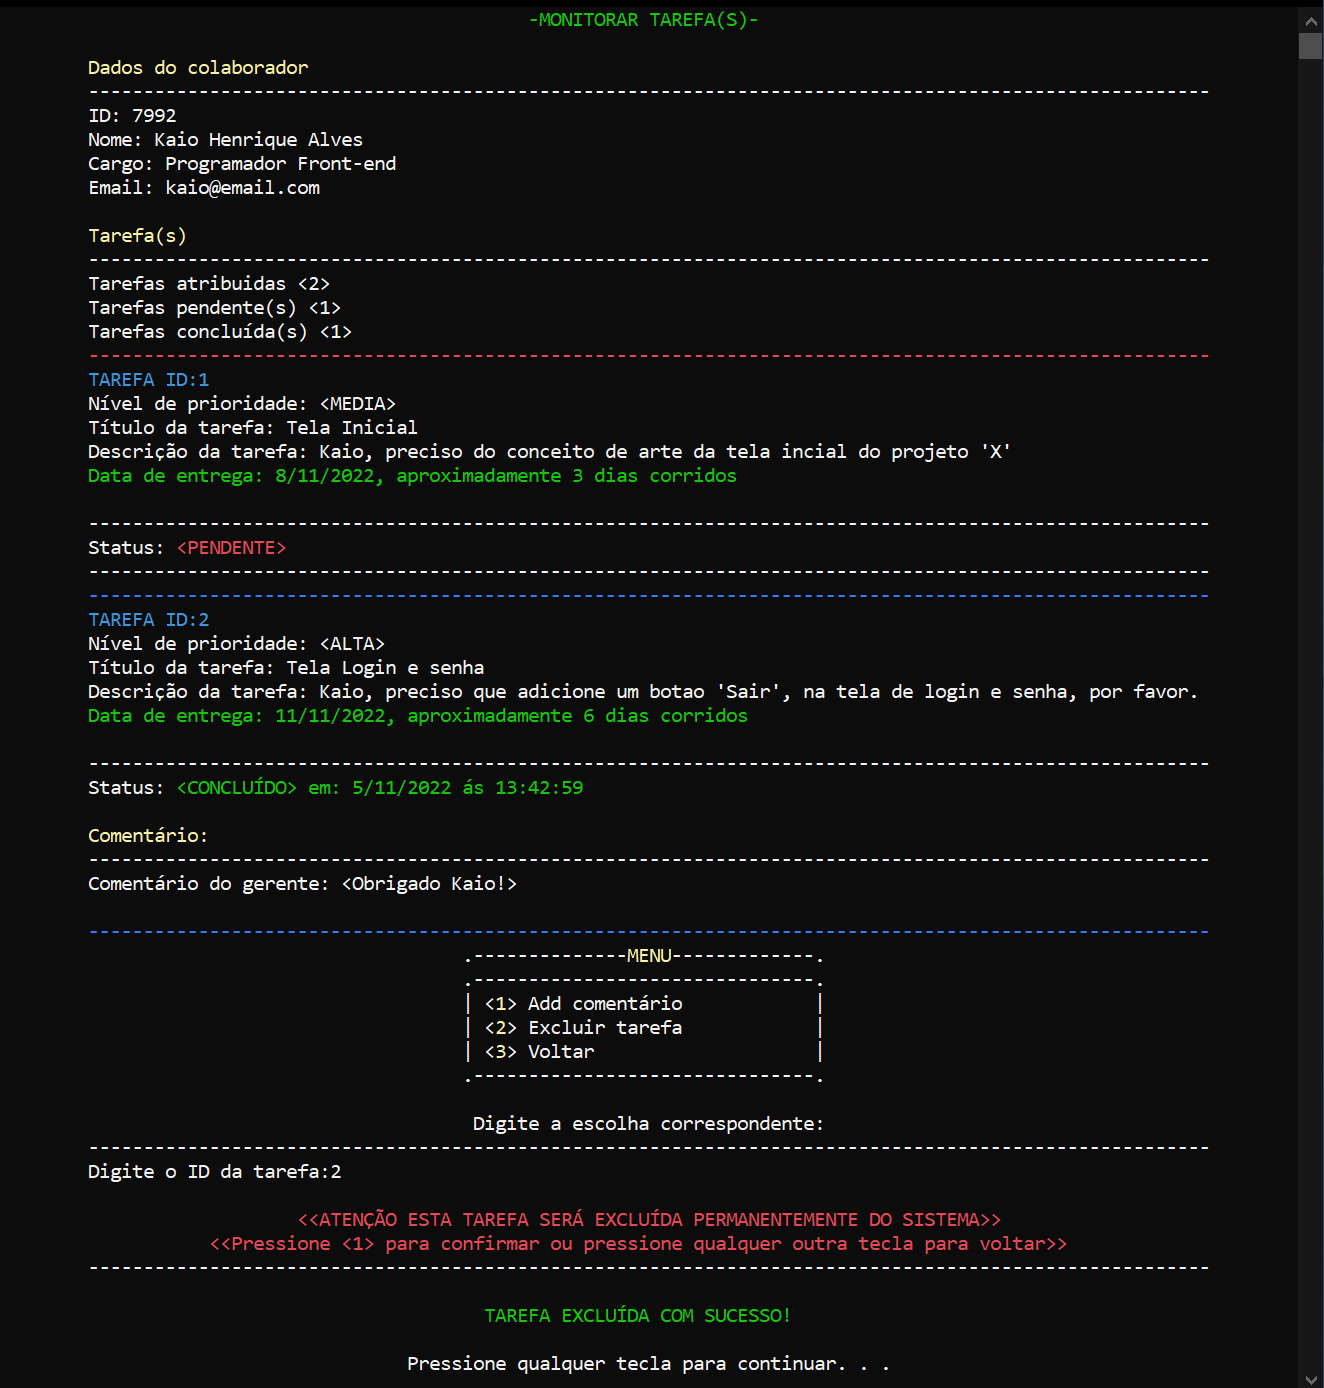 -MONITORAR TAREFA(S)-
Dados do colaborador
------------------------------------------------------------------------------------------------------
ID: 7992
Nome: Kaio Henrique Alves
Cargo: Programador Front-end
Email: kaio@email.com
Tarefa(s)
------------------------------------------------------------------------------------------------------
Tarefas atribuidas <2>
Tarefas pendente(s) <1>
Tarefas concluída(s) <1>
------------------------------------------------------------------------------------------------------
TAREFA ID:1
Nível de prioridade: <MEDIA>
Título da tarefa: Tela Inicial
Descrição da tarefa: Kaio, preciso do conceito de arte da tela incial do projeto 'X'
Data de entrega: 8/11/2022, aproximadamente 3 dias corridos
------------------------------------------------------------------------------------------------------
Status: <PENDENTE>
------------------------------------------------------------------------------------------------------
------------------------------------------------------------------------------------------------------
TAREFA ID:2
Nível de prioridade: <ALTA>
Título da tarefa: Tela Login e senha
Descrição da tarefa: Kaio, preciso que adicione um botao 'Sair', na tela de login e senha, por favor.
Data de entrega: 11/11/2022, aproximadamente 6 dias corridos
------------------------------------------------------------------------------------------------------
Status: <CONCLUÍDO> em: 5/11/2022 ás 13:42:59
Comentário:
------------------------------------------------------------------------------------------------------
Comentário do gerente: <Obrigado Kaio!>
------------------------------------------------------------------------------------------------------
.--------------MENU-------------.
.-------------------------------.
| <1> Add comentário            |
| <2> Excluir tarefa            |
| <3> Voltar                    |
.-------------------------------.
Digite a escolha correspondente:
------------------------------------------------------------------------------------------------------
Digite o ID da tarefa:2
<<ATENÇÃO ESTA TAREFA SERÁ EXCLUÍDA PERMANENTEMENTE DO SISTEMA>>
<<Pressione <1> para confirmar ou pressione qualquer outra tecla para voltar>>
------------------------------------------------------------------------------------------------------
TAREFA EXCLUÍDA COM SUCESSO!
Pressione qualquer tecla para continuar. . .